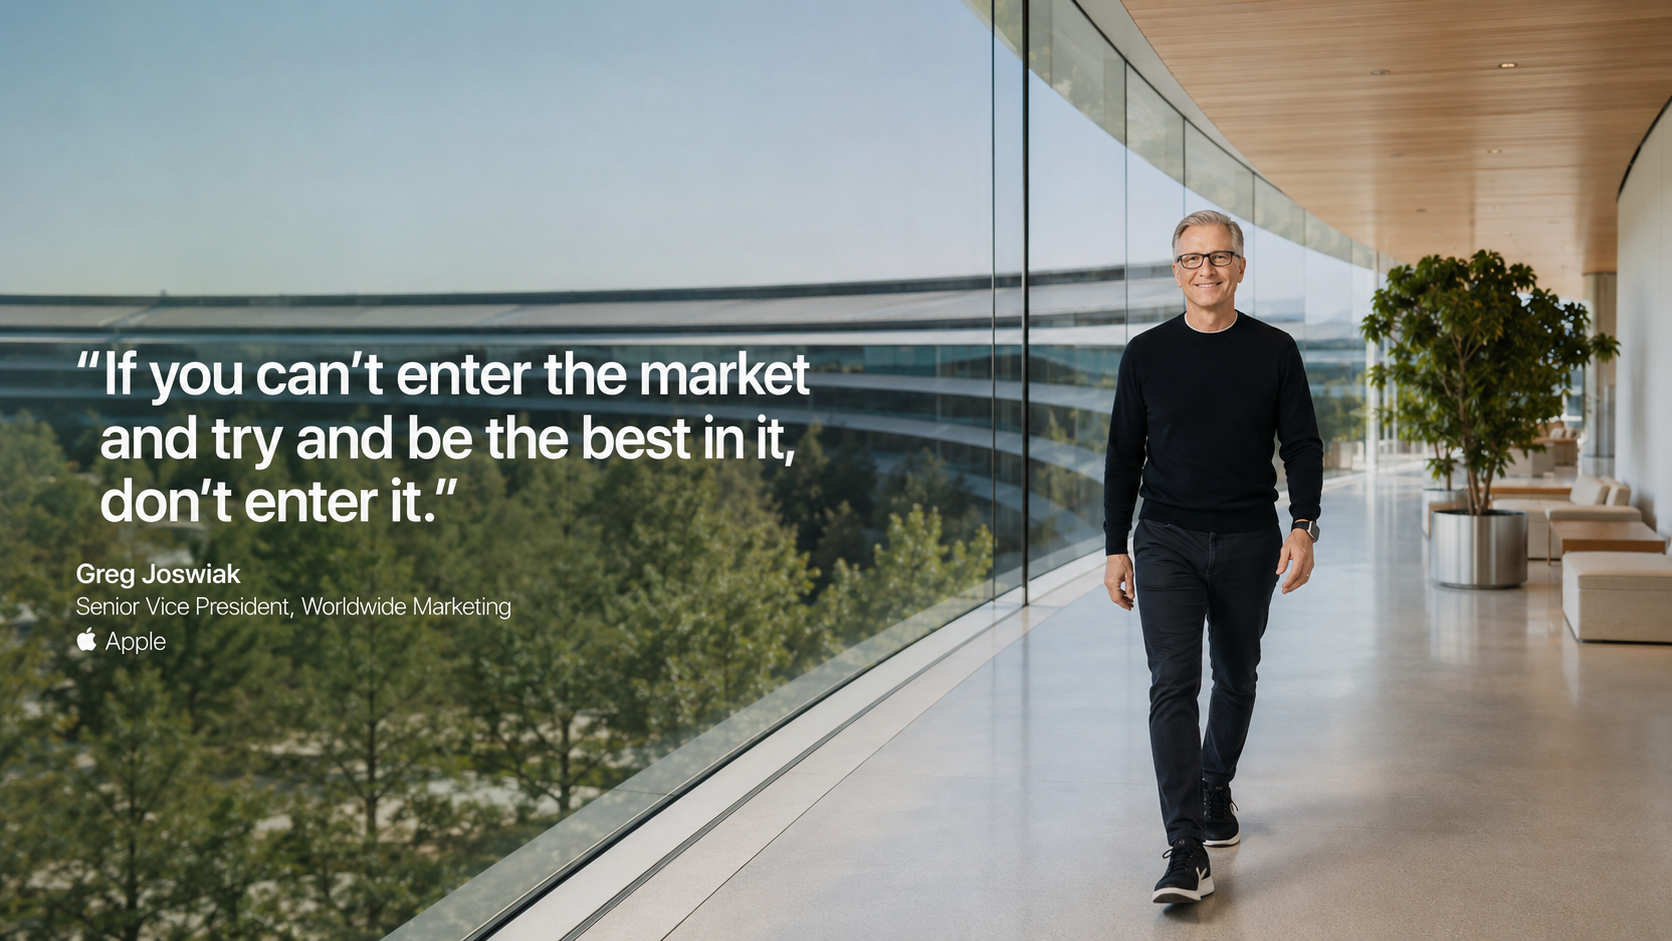 “If you can’t enter the market
and try and be the best in it,
don’t enter it.”
Greg Joswiak
Senior Vice President, Worldwide Marketing
Apple